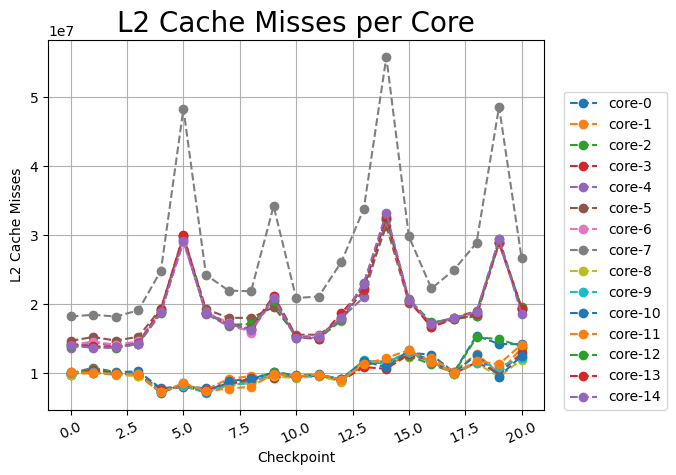 L2 Cache Misses per Core
1e7
5
4
3
2
1
L2 Cache Misses
0.0
2.5
5.0
7.5
10.0
12.5
15.0
17.5
20.0
Checkpoint
core-0
core-1
core-2
core-3
core-4
core-5
core-6
core-7
core-8
core-9
core-10
core-11
core-12
core-13
core-14